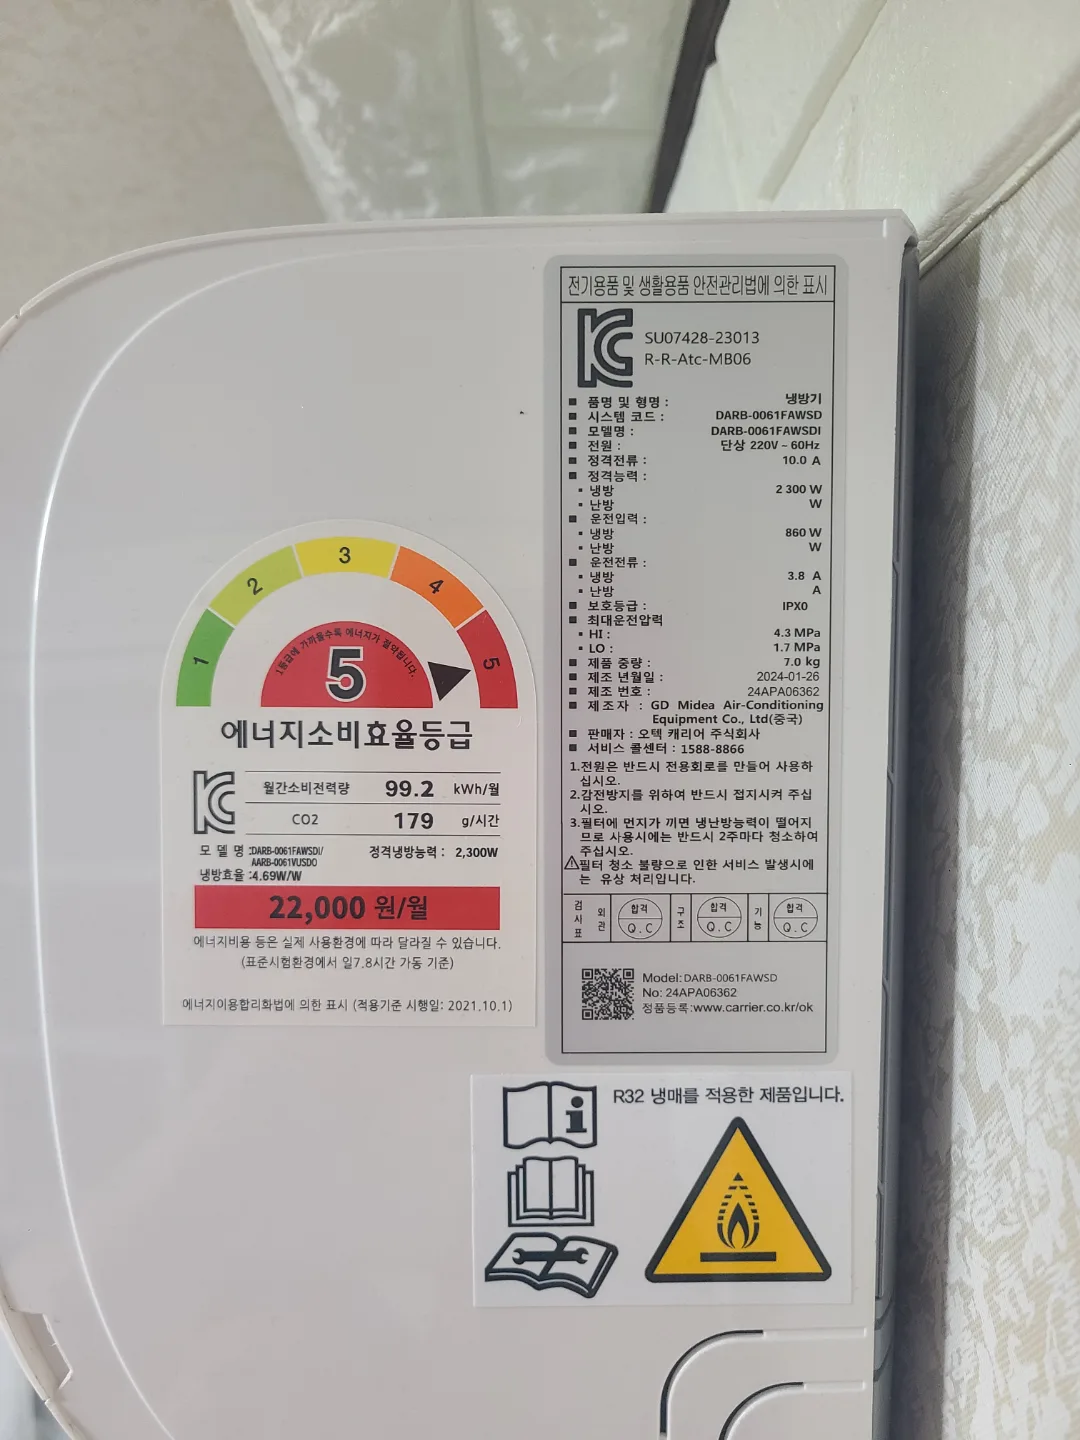 전기용품 및 생활용품 안전관리법에 의한 표시
SU07428-23013
R-R-Atc-MB06
■ 품명 및 형명 : 냉방기
■ 시스템 코드 : DARB-0061FAWSD
■ 모델명 : DARB-0061FAWSDI
■ 전원 : 단상 220V ~ 60Hz
■ 정격전류 : 10.0 A
■ 정격능력 :
▪ 냉방 2 300 W
▪ 난방 W
■ 운전입력 :
▪ 냉방 860 W
▪ 난방 W
■ 운전전류 :
▪ 냉방 3.8 A
▪ 난방 A
■ 보호등급 : IPX0
■ 최대운전압력
▪ HI : 4.3 MPa
▪ LO : 1.7 MPa
■ 제품 중량 : 7.0 kg
■ 제조 년월일 : 2024-01-26
■ 제조 번호 : 24APA06362
■ 제조자 : GD Midea Air-Conditioning
Equipment Co., Ltd(중국)
■ 판매자 : 오텍 캐리어 주식회사
■ 서비스 콜센터 : 1588-8866
1.전원은 반드시 전용회로를 만들어 사용하
십시오.
2.감전방지를 위하여 반드시 접지시켜 주십
시오.
3.필터에 먼지가 끼면 냉난방능력이 떨어지
므로 사용시에는 반드시 2주마다 청소하여
주십시오.
⚠필터 청소 불량으로 인한 서비스 발생시에
는 유상 처리입니다.
검사표 외관 합격 Q.C 구조 합격 Q.C 기능 합격 Q.C
Model: DARB-0061FAWSD
No: 24APA06362
정품등록:www.carrier.co.kr/ok
1 2 3 4 5
1등급에 가까울수록 에너지가 절약됩니다.
5
에너지소비효율등급
월간소비전력량 99.2 kWh/월
CO2 179 g/시간
모 델 명 :DARB-0061FAWSDI/
AARB-0061VUSDO
정격냉방능력 : 2,300W
냉방효율 :4.69W/W
22,000 원/월
에너지비용 등은 실제 사용환경에 따라 달라질 수 있습니다.
(표준시험환경에서 일7.8시간 가동 기준)
에너지이용합리화법에 의한 표시 (적용기준 시행일: 2021.10.1)
R32 냉매를 적용한 제품입니다.